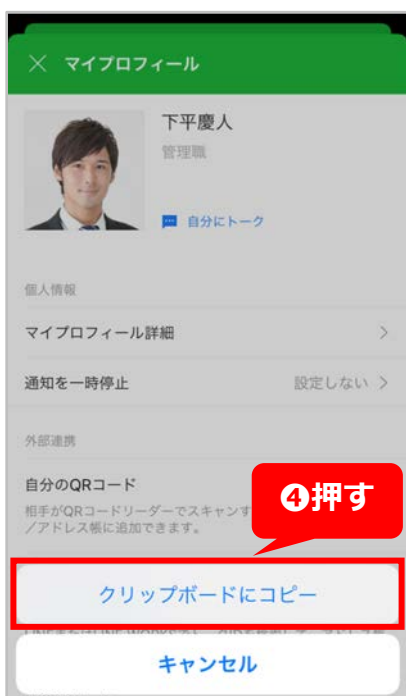 × マイプロフィール
下平慶人
管理職
自分にトーク
個人情報
マイプロフィール詳細 >
通知を一時停止 設定しない >
外部連携
自分のQRコード
❹押す
相手がQRコードリーダーでスキャンす
/アドレス帳に追加できます。
クリップボードにコピー
キャンセル